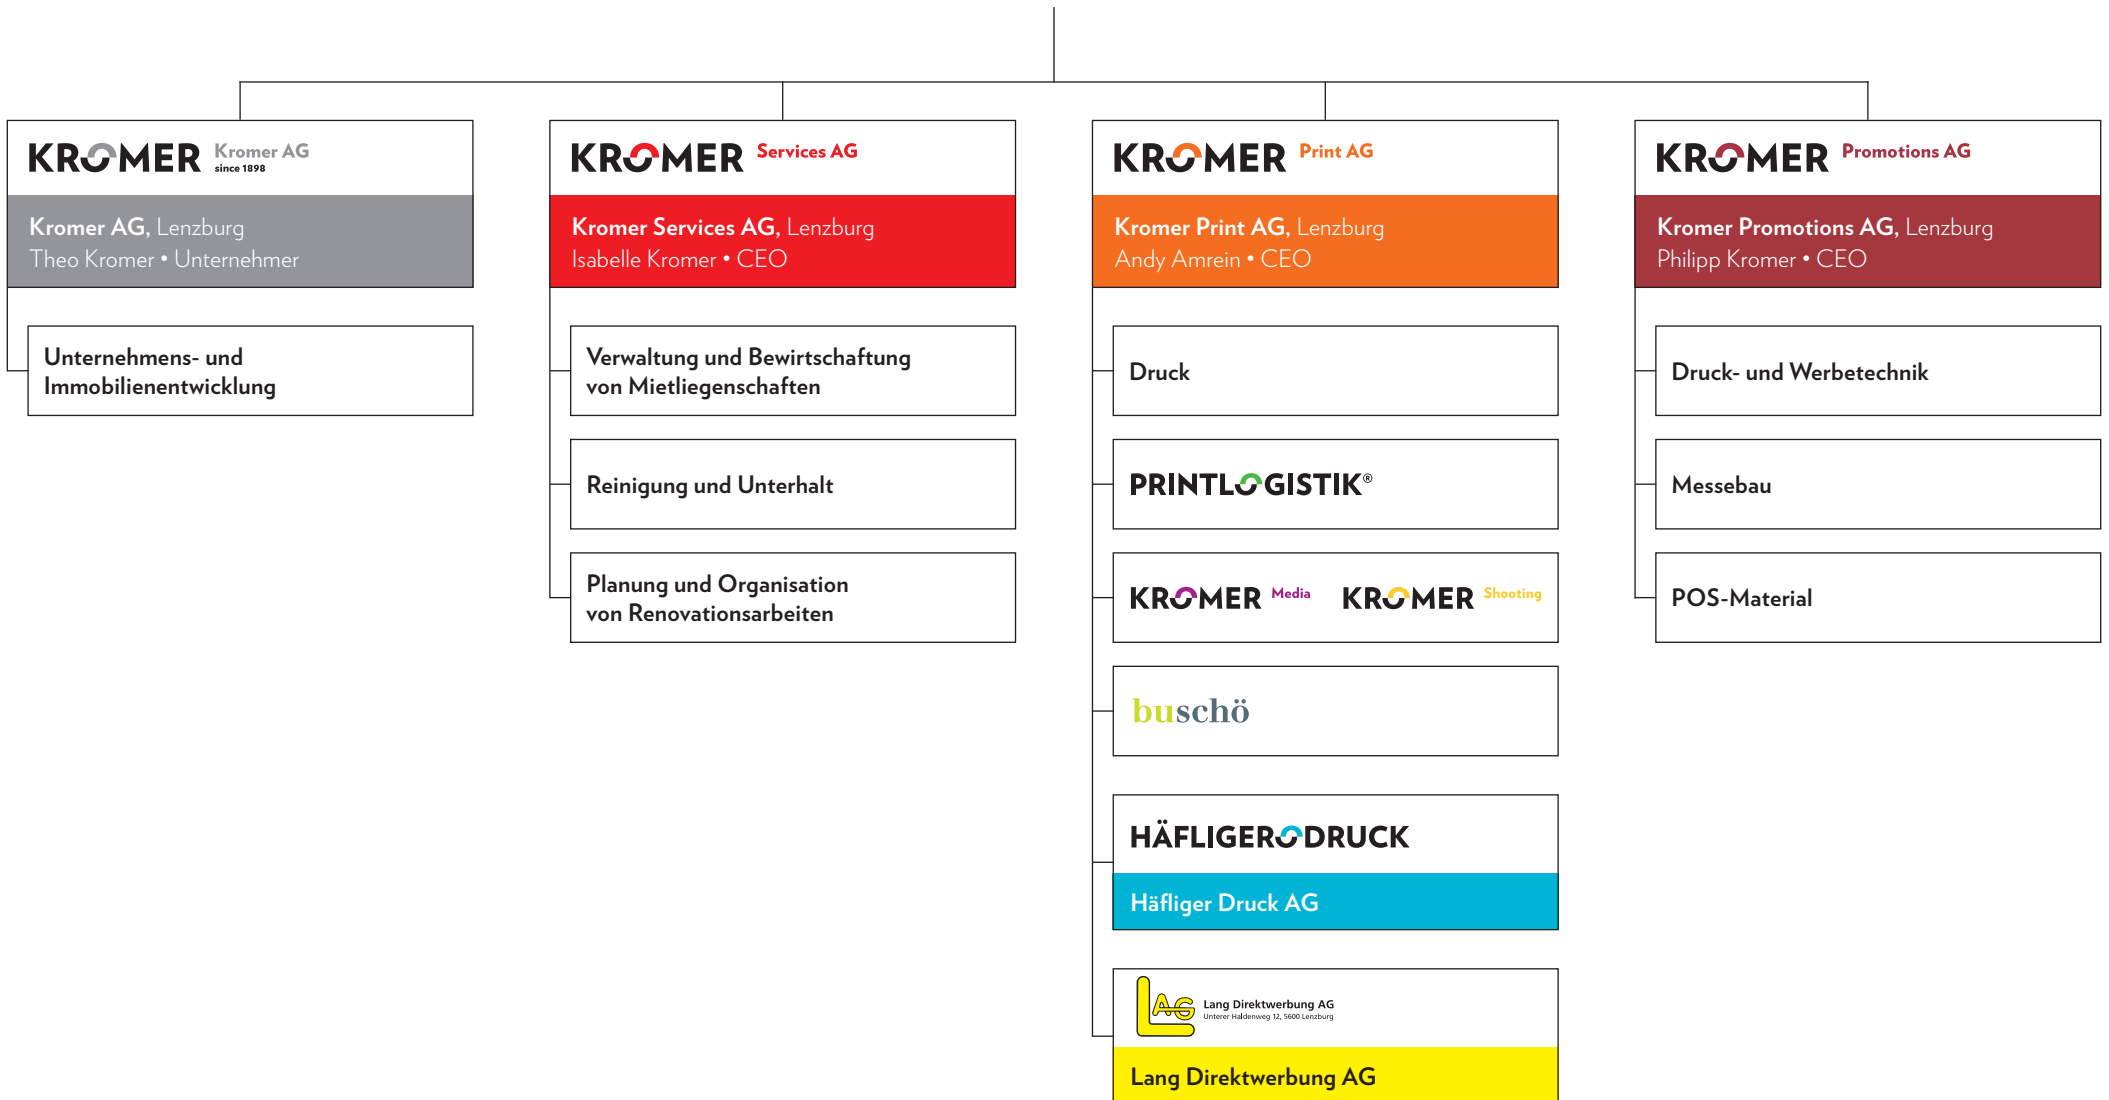 KROMER Kromer AG
since 1898
Kromer AG, Lenzburg
Theo Kromer • Unternehmer
Unternehmens- und
Immobilienentwicklung
KROMER Services AG
Kromer Services AG, Lenzburg
Isabelle Kromer • CEO
Verwaltung und Bewirtschaftung
von Mietliegenschaften
Reinigung und Unterhalt
Planung und Organisation
von Renovationsarbeiten
KROMER Print AG
Kromer Print AG, Lenzburg
Andy Amrein • CEO
Druck
PRINTLOGISTIK®
KROMER Media KROMER Shooting
buschö
HÄFLIGER DRUCK
Häfliger Druck AG
LAG Lang Direktwerbung AG
Unterer Haldenweg 12, 5600 Lenzburg
Lang Direktwerbung AG
KROMER Promotions AG
Kromer Promotions AG, Lenzburg
Philipp Kromer • CEO
Druck- und Werbetechnik
Messebau
POS-Material